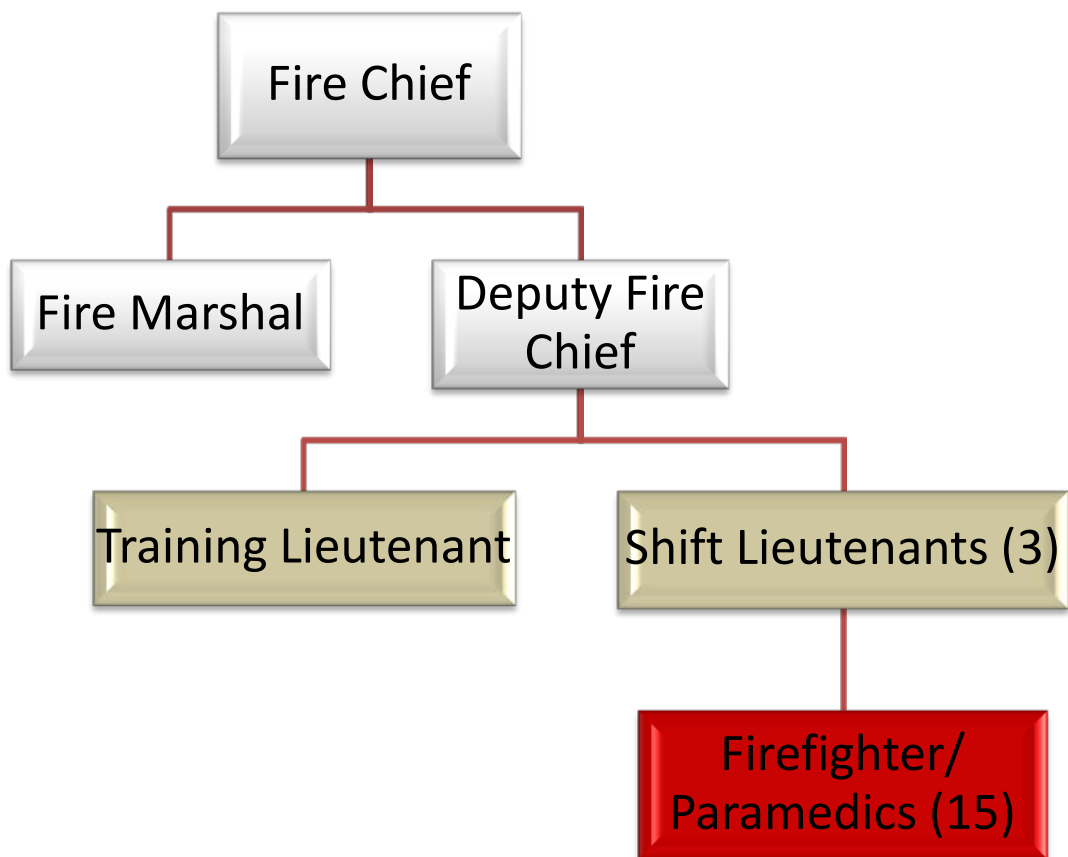 Fire Chief
Fire Marshal
Deputy Fire
Chief
Training Lieutenant
Shift Lieutenants (3)
Firefighter/
Paramedics (15)